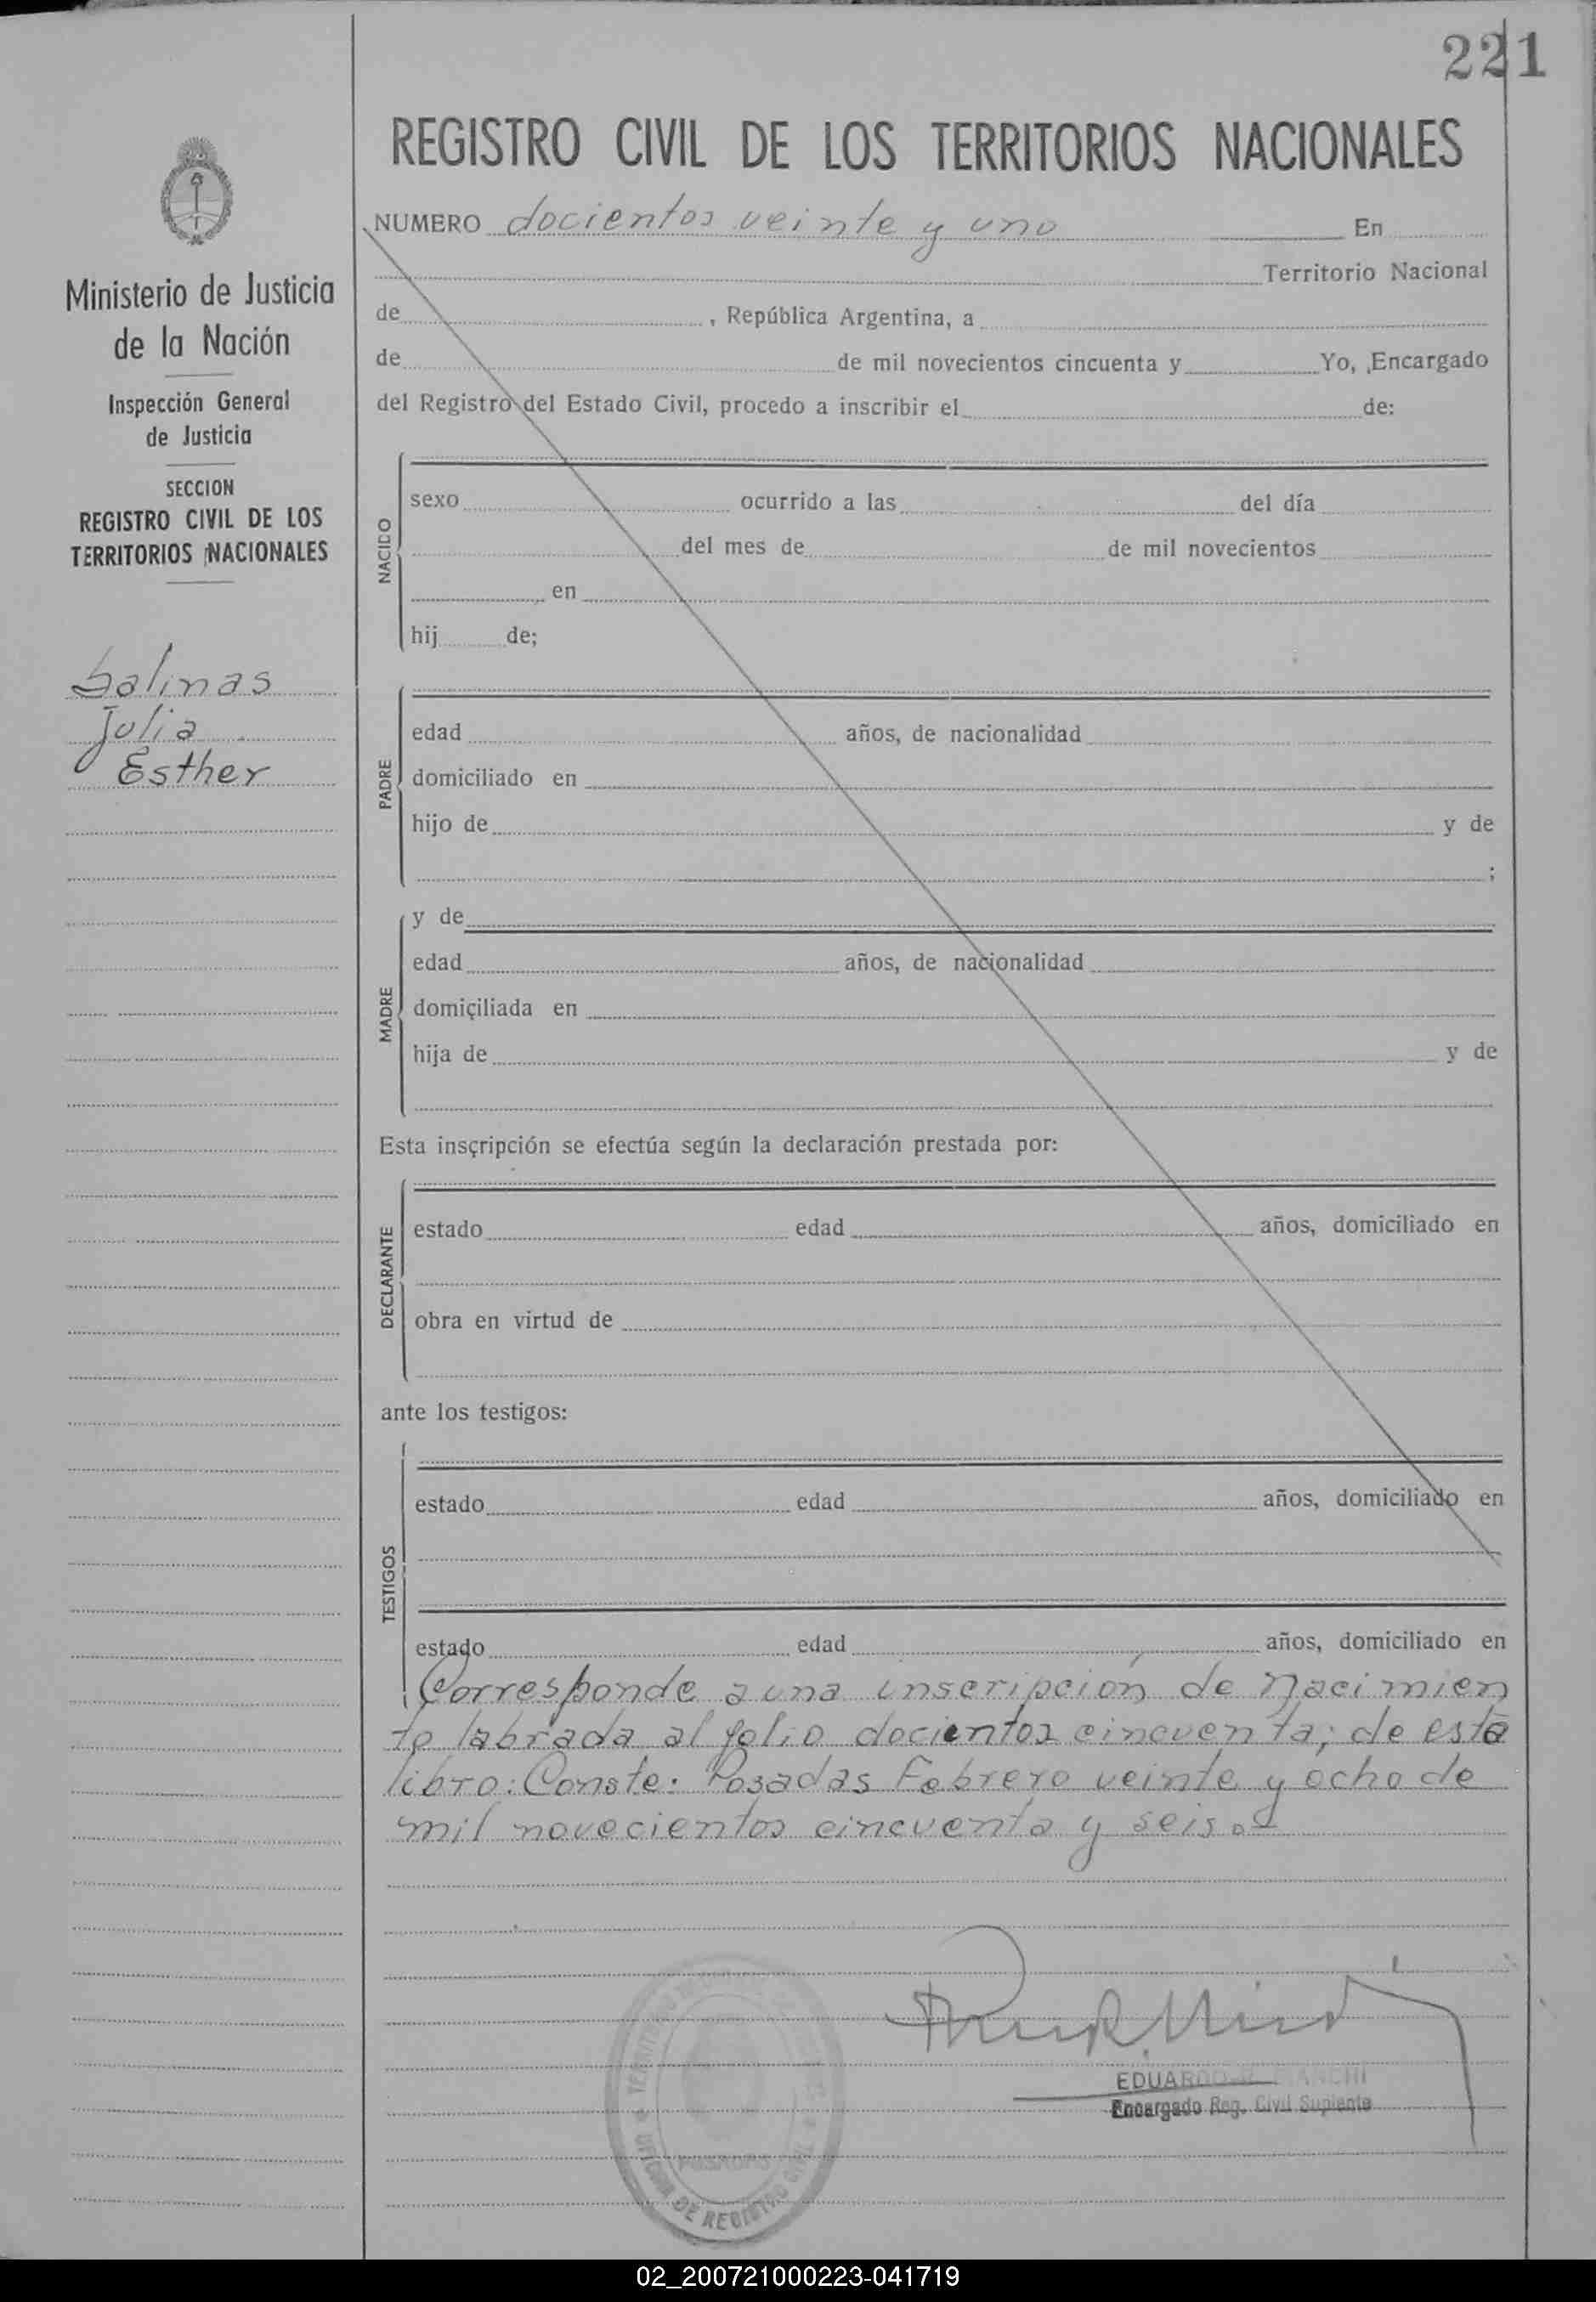 221
REGISTRO CIVIL DE LOS TERRITORIOS NACIONALES
NUMERO docientos veinte y uno En
Territorio Nacional
de , República Argentina, a
de de mil novecientos cincuenta y Yo, Encargado
del Registro del Estado Civil, procedo a inscribir el de:
Ministerio de Justicia
de la Nación
Inspección General
de Justicia
SECCION
REGISTRO CIVIL DE LOS
TERRITORIOS NACIONALES
Salinas
Julia
Esther
NACIDO
sexo ocurrido a las del día
del mes de de mil novecientos
en
hij de;
PADRE
edad años, de nacionalidad
domiciliado en
hijo de y de
;
MADRE
y de
edad años, de nacionalidad
domiciliada en
hija de y de
Esta inscripción se efectúa según la declaración prestada por:
DECLARANTE
estado edad años, domiciliado en
obra en virtud de
ante los testigos:
TESTIGOS
estado edad años, domiciliado en
estado edad años, domiciliado en
Corresponde a una inscripción de Nacimien
to labrada al folio docientos cincuenta; de este
libro: Conste. Posadas Febrero veinte y ocho de
mil novecientos cincuenta y seis.
EDUARDO
Encargado Reg. Civil Suplente
POSADAS
OFICINA DE REGISTRO CIVIL
02_200721000223-041719